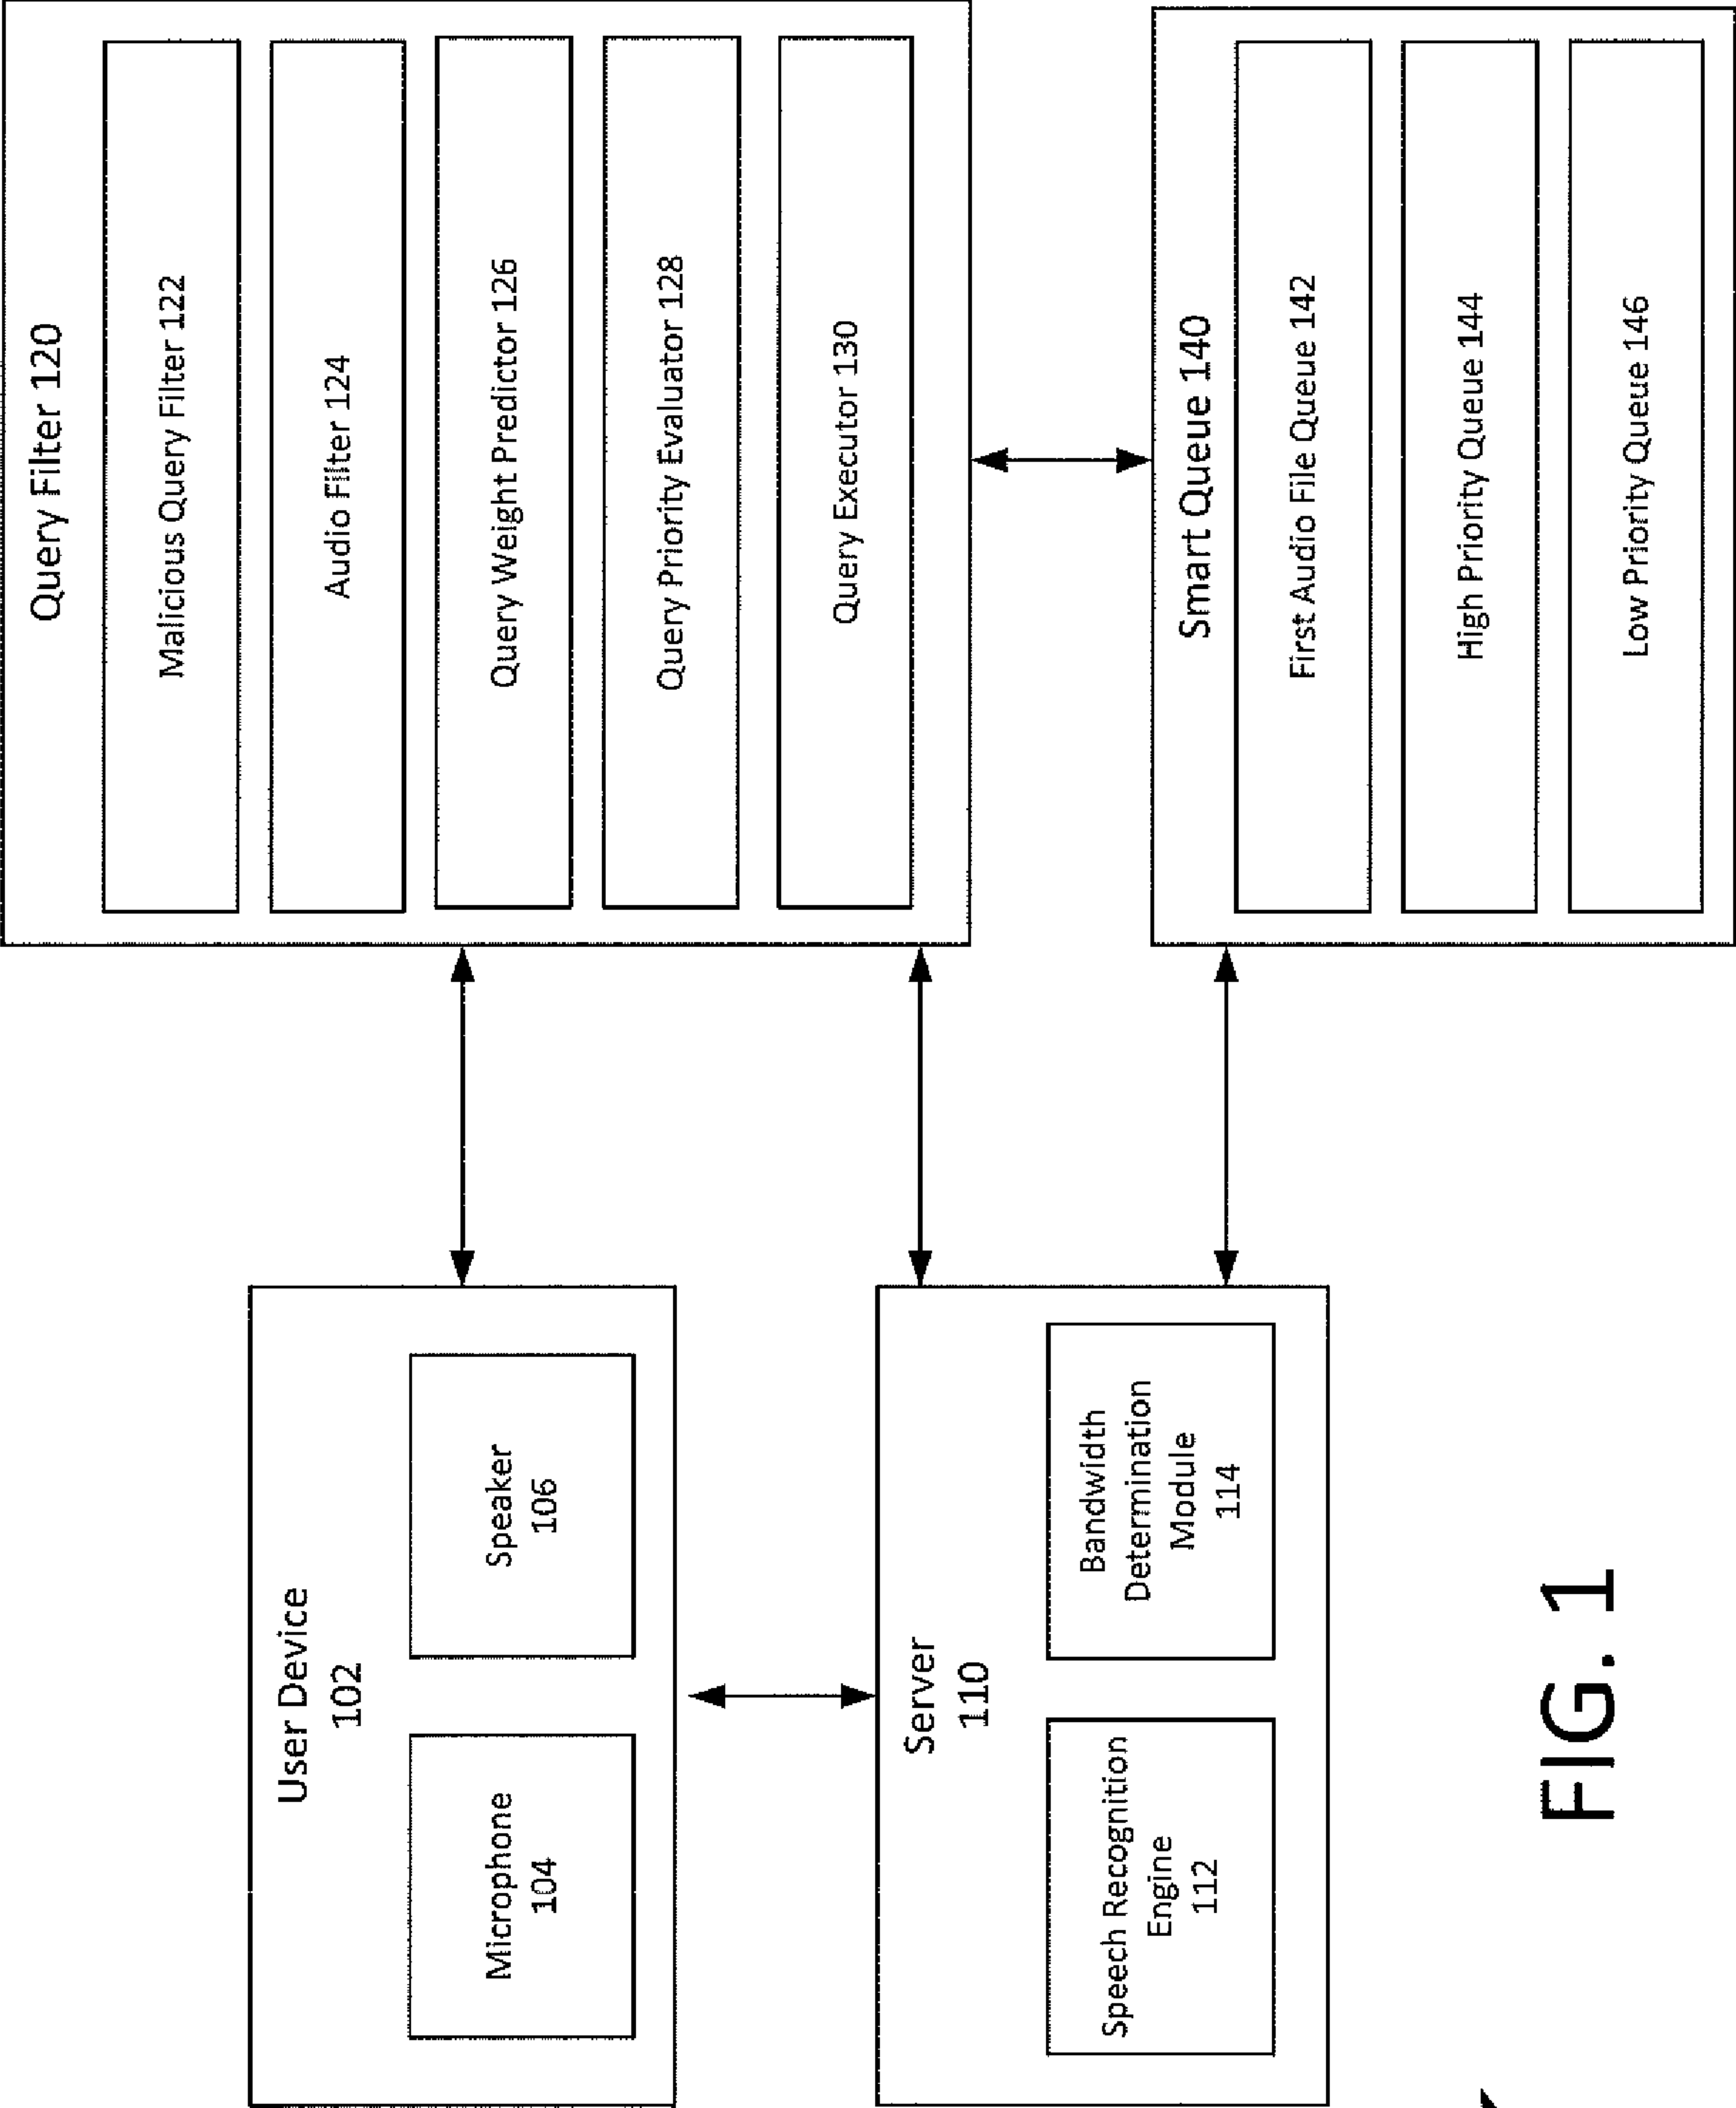 User Device
102
Microphone
104
Speaker
106
Server
110
Speech Recognition
Engine
112
Bandwidth
Determination
Module
114
Query Filter 120
Malicious Query Filter 122
Audio Filter 124
Query Weight Predictor 126
Query Priority Evaluator 128
Query Executor 130
Smart Queue 140
First Audio File Queue 142
High Priority Queue 144
Low Priority Queue 146
FIG. 1